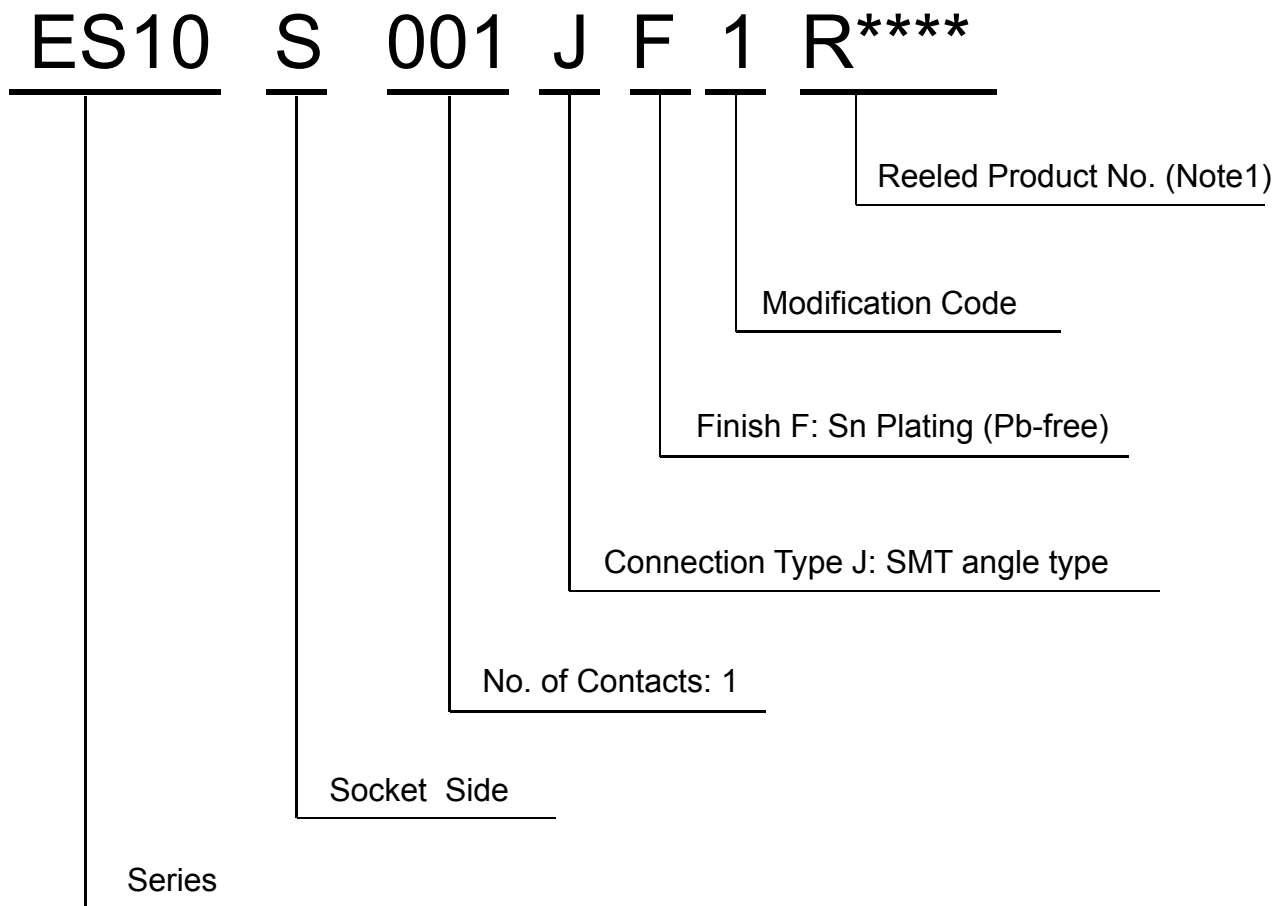 ES10 S 001 J F 1 R****
Reeled Product No. (Note1)
Modification Code
Finish F: Sn Plating (Pb-free)
Connection Type J: SMT angle type
No. of Contacts: 1
Socket Side
Series